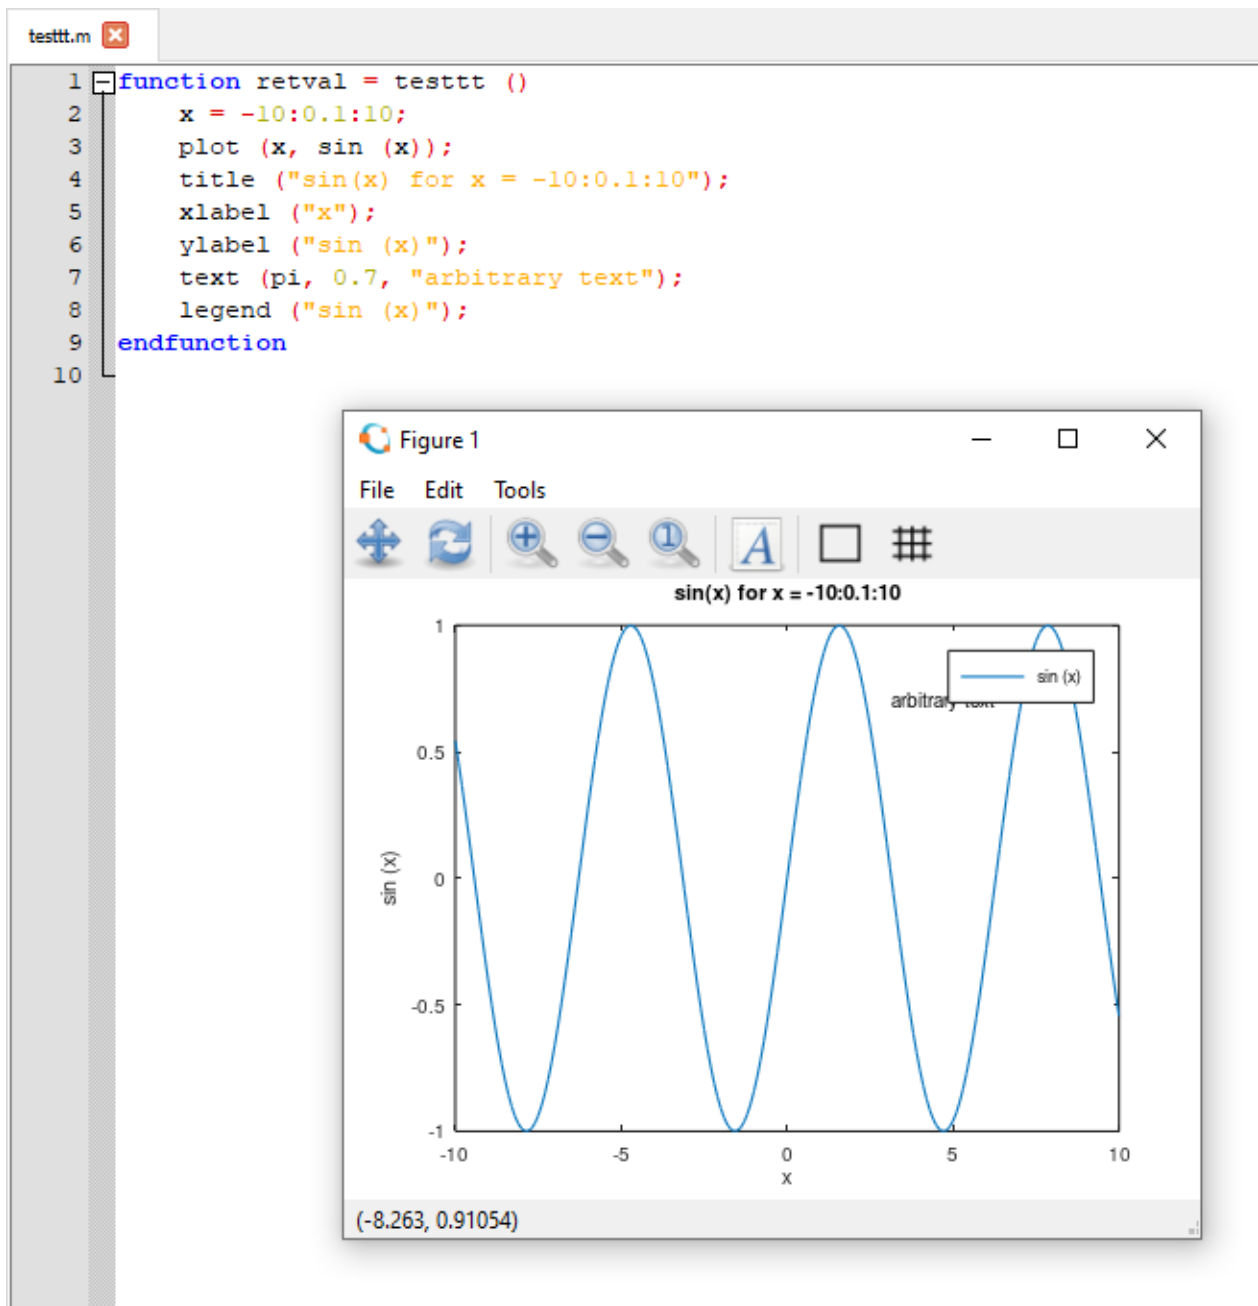 testtt.m
1 function retval = testtt ()
2 x = -10:0.1:10;
3 plot (x, sin (x));
4 title ("sin(x) for x = -10:0.1:10");
5 xlabel ("x");
6 ylabel ("sin (x)");
7 text (pi, 0.7, "arbitrary text");
8 legend ("sin (x)");
9 endfunction
10
Figure 1
File Edit Tools
1 A
sin(x) for x = -10:0.1:10
1
sin (x)
arbitrary text
0.5
sin (x)
0
-0.5
-1
-10 -5 0 5 10
x
(-8.263, 0.91054)